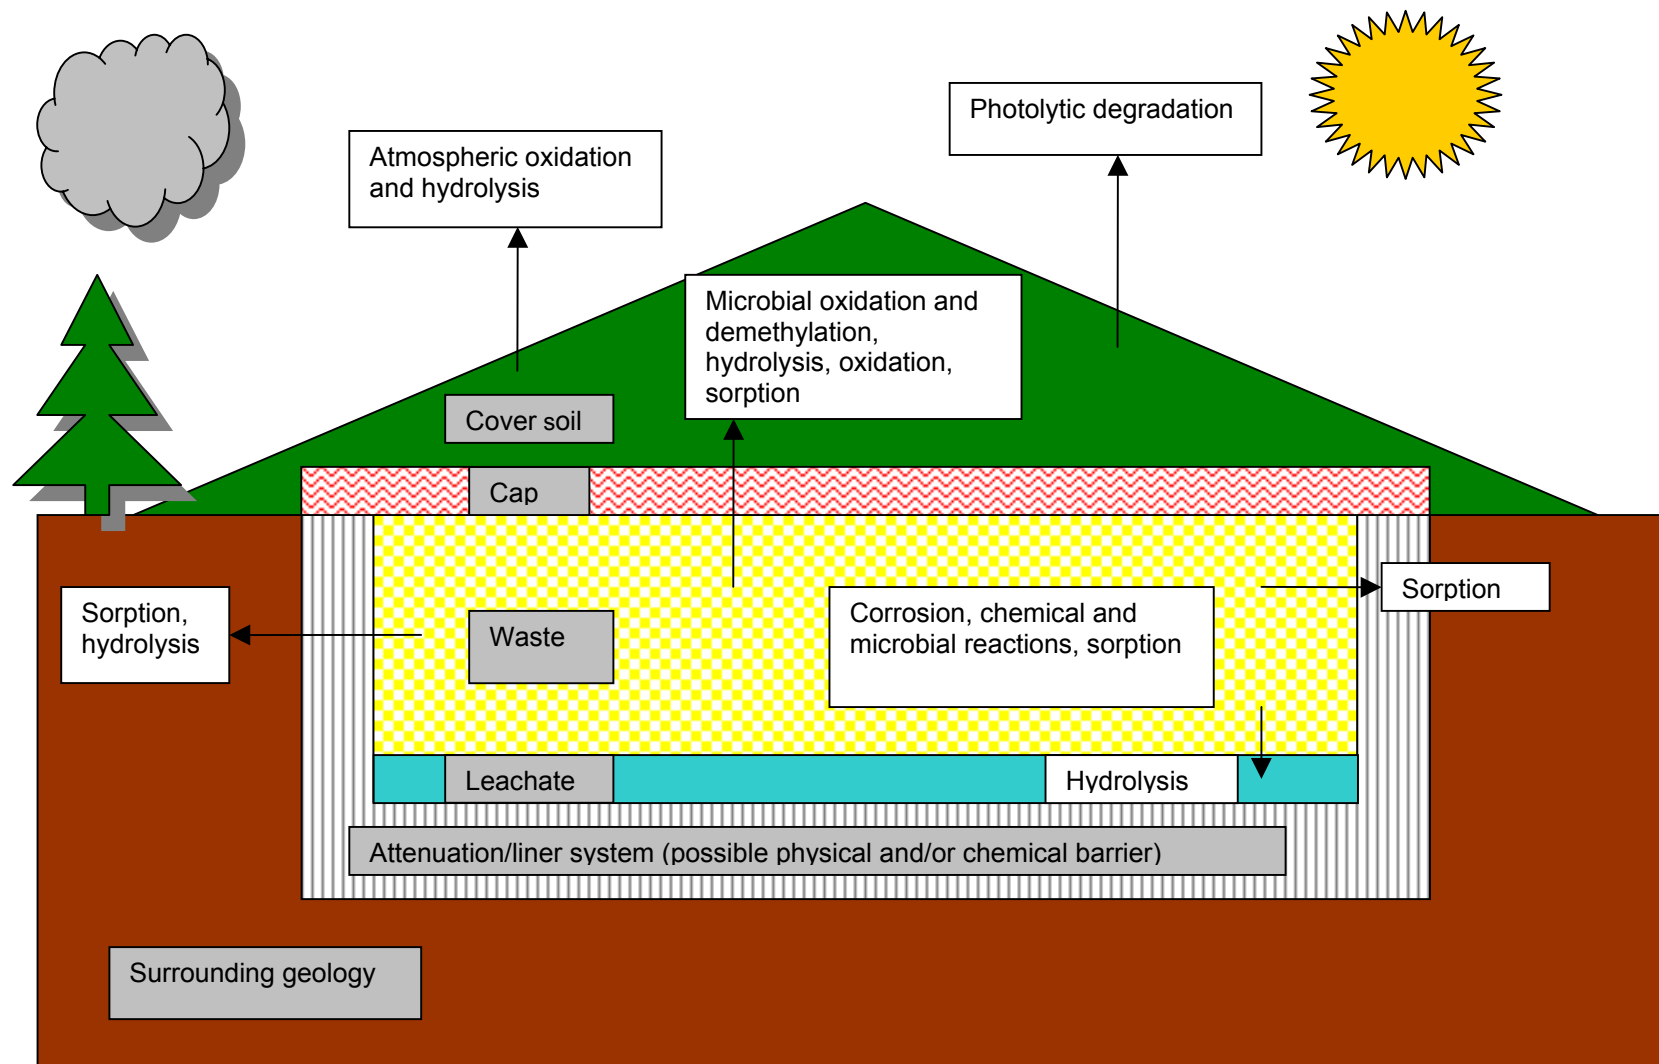 Photolytic degradation
Atmospheric oxidation
and hydrolysis
Microbial oxidation and
demethylation,
hydrolysis, oxidation,
sorption
Cover soil
Cap
Sorption,
hydrolysis
Waste
Corrosion, chemical and
microbial reactions, sorption
Sorption
Leachate
Hydrolysis
Attenuation/liner system (possible physical and/or chemical barrier)
Surrounding geology